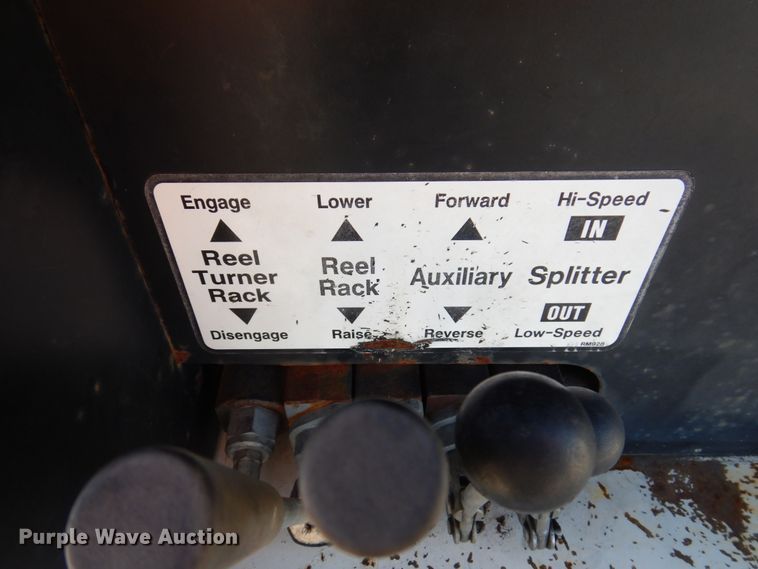 Engage
Reel
Turner
Rack
Disengage
Lower
Reel
Rack
Raise
Forward
Auxiliary
Reverse
Hi-Speed
IN
Splitter
OUT
Low-Speed
RM928
Purple Wave Auction